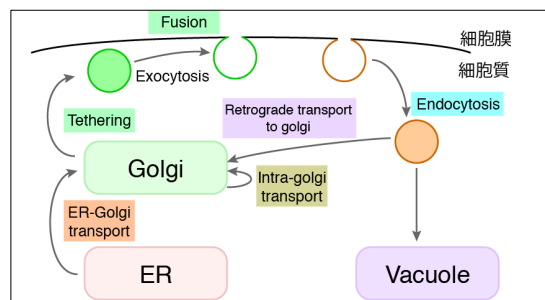 Fusion
細胞膜
Exocytosis
細胞質
Tethering
Retrograde transport
to golgi
Endocytosis
Golgi
Intra-golgi
transport
ER-Golgi
transport
ER
Vacuole